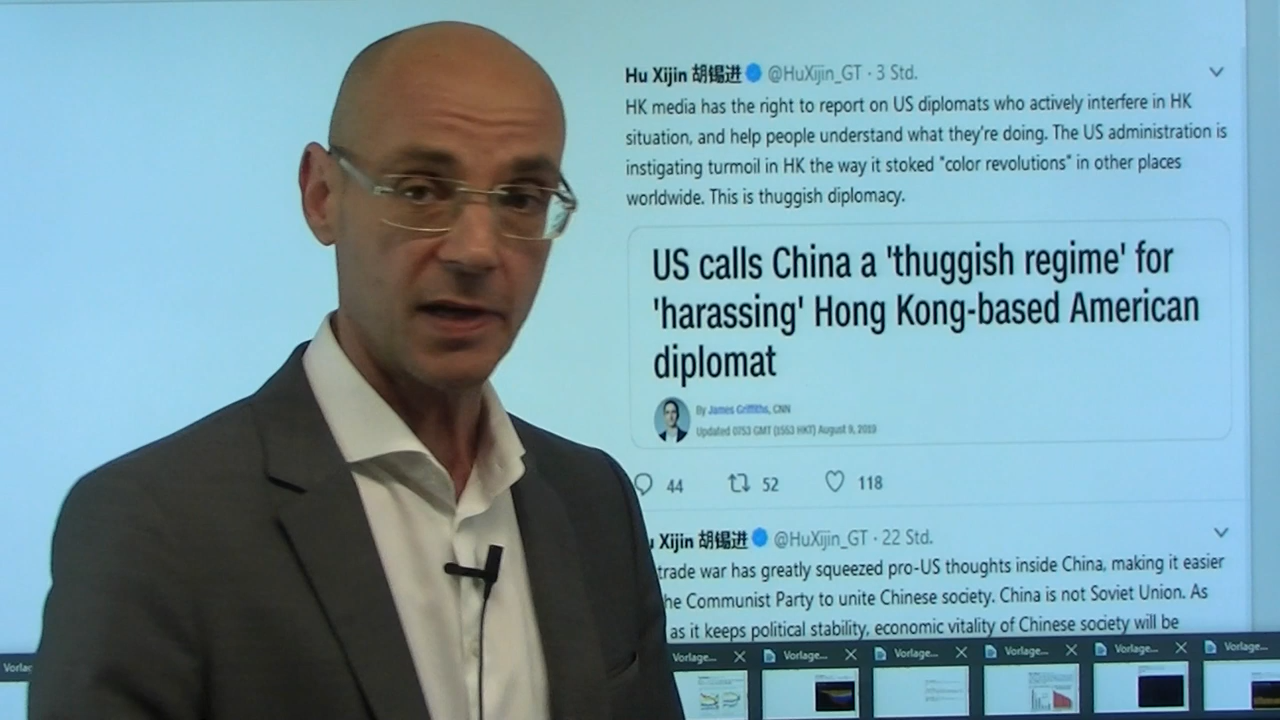 Hu Xijin 胡锡进 @HuXijin_GT · 3 Std.
HK media has the right to report on US diplomats who actively interfere in HK
situation, and help people understand what they're doing. The US administration is
instigating turmoil in HK the way it stoked "color revolutions" in other places
worldwide. This is thuggish diplomacy.
US calls China a 'thuggish regime' for
'harassing' Hong Kong-based American
diplomat
By James Griffiths, CNN
Updated 0753 GMT (1553 HKT) August 9, 2019
44 52 118
Xijin 胡锡进 @HuXijin_GT · 22 Std.
trade war has greatly squeezed pro-US thoughts inside China, making it easier
he Communist Party to unite Chinese society. China is not Soviet Union. As
as it keeps political stability, economic vitality of Chinese society will be
Vorlage... Vorlage... Vorlage... Vorlage... Vorlage...